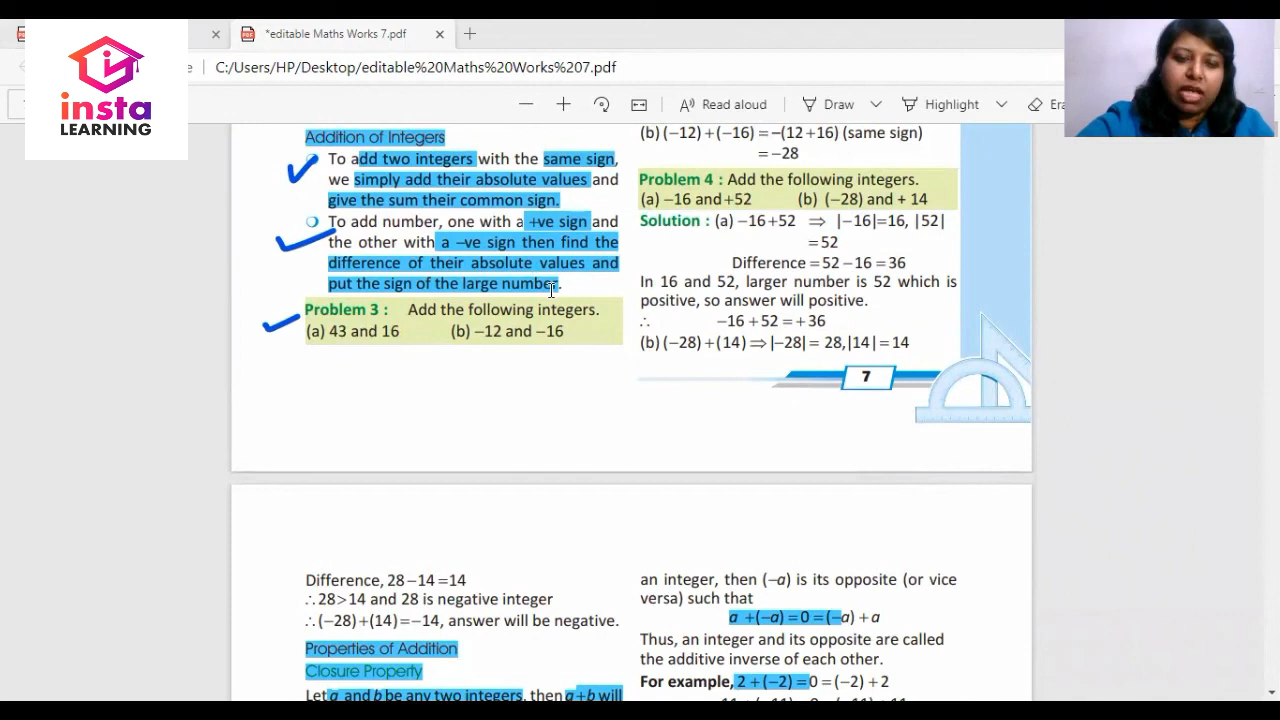 insta
LEARNING
*editable Maths Works 7.pdf
C:/Users/HP/Desktop/editable%20Maths%20Works%207.pdf
Read aloud
Draw
Highlight
Addition of Integers
To add two integers with the same sign,
we simply add their absolute values and
give the sum their common sign.
To add number, one with a +ve sign and
the other with a –ve sign then find the
difference of their absolute values and
put the sign of the large number.
Problem 3 : Add the following integers.
(a) 43 and 16 (b) –12 and –16
(b) (–12) + (–16) = –(12 +16) (same sign)
= –28
Problem 4 : Add the following integers.
(a) –16 and +52 (b) (–28) and + 14
Solution : (a) –16 +52 ⇒ |–16|=16, |52|
= 52
Difference = 52 – 16 = 36
In 16 and 52, larger number is 52 which is
positive, so answer will positive.
∴ –16 + 52 = + 36
(b) (–28) + (14) ⇒ |–28| = 28, |14| = 14
7
Difference, 28 – 14 = 14
∴ 28 > 14 and 28 is negative integer
∴ (–28) + (14) = –14, answer will be negative.
Properties of Addition
Closure Property
Let a and b be any two integers, then a+b will
an integer, then (–a) is its opposite (or vice
versa) such that
a +(–a) = 0 = (–a) + a
Thus, an integer and its opposite are called
the additive inverse of each other.
For example, 2 + (–2) = 0 = (–2) + 2